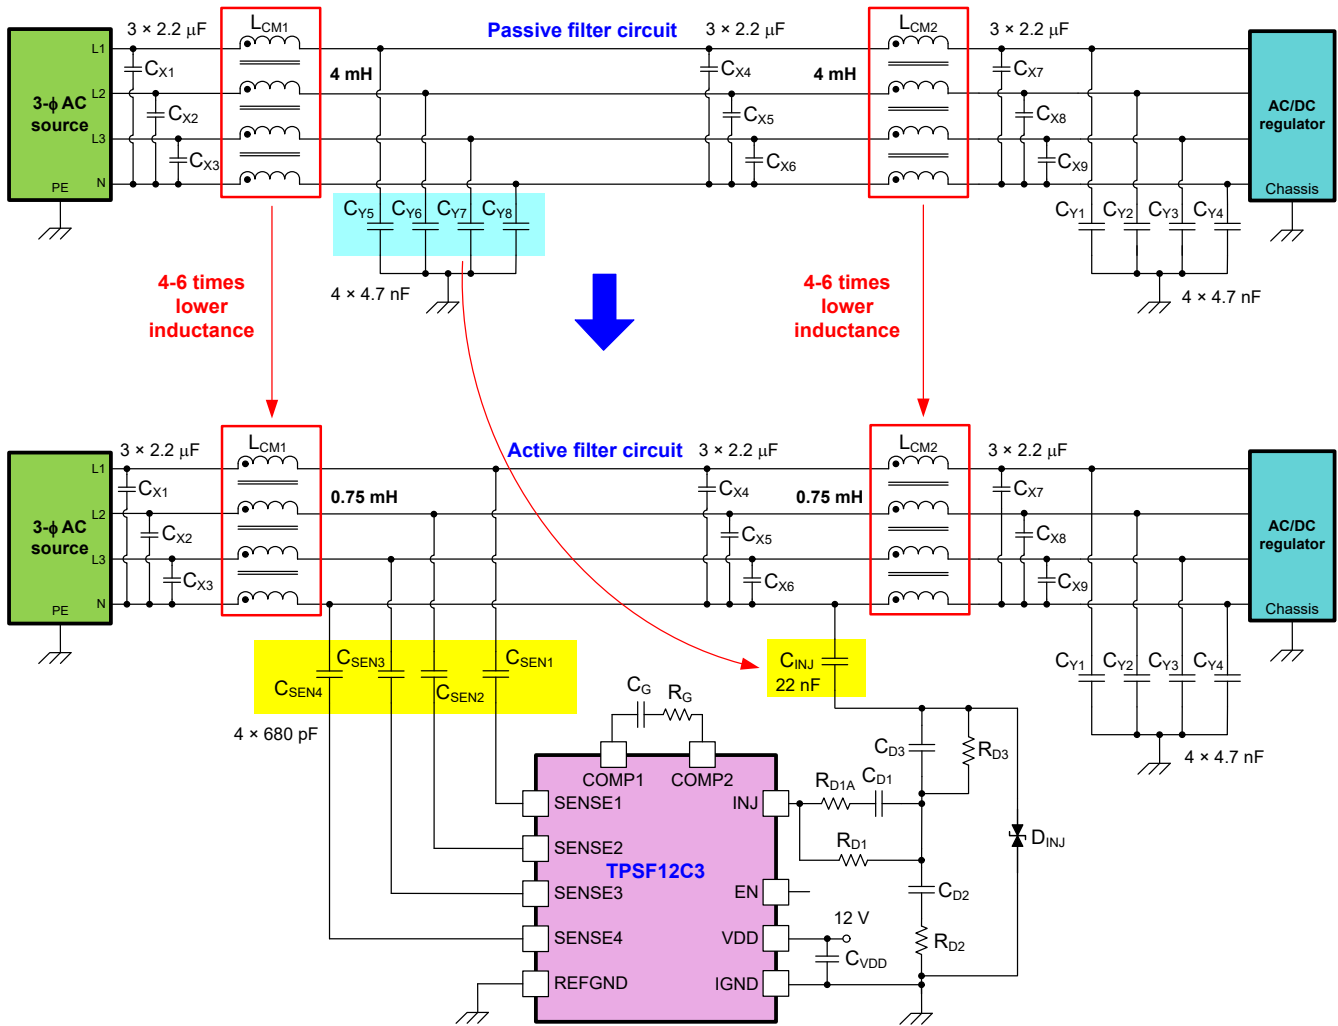 Passive filter circuit
3 × 2.2 µF
LCM1
3 × 2.2 µF
LCM2
3 × 2.2 µF
L1
CX1
4 mH
CX4
4 mH
CX7
3-ϕ AC
source
L2
CX2
CX5
CX8
AC/DC
regulator
L3
CX3
CX6
CX9
PE
N
Chassis
CY5
CY6
CY7
CY8
CY1
CY2
CY3
CY4
4 × 4.7 nF
4 × 4.7 nF
4-6 times
lower
inductance
4-6 times
lower
inductance
Active filter circuit
3 × 2.2 µF
LCM1
3 × 2.2 µF
LCM2
3 × 2.2 µF
L1
CX1
0.75 mH
CX4
0.75 mH
CX7
3-ϕ AC
source
L2
CX2
CX5
CX8
AC/DC
regulator
L3
CX3
CX6
CX9
PE
N
Chassis
CSEN4
CSEN3
CSEN2
CSEN1
4 × 680 pF
CINJ
22 nF
CY1
CY2
CY3
CY4
4 × 4.7 nF
CG
RG
COMP1
COMP2
CD3
RD3
SENSE1
INJ
RD1A
CD1
SENSE2
RD1
DINJ
TPSF12C3
SENSE3
EN
CD2
SENSE4
VDD
12 V
RD2
CVDD
REFGND
IGND